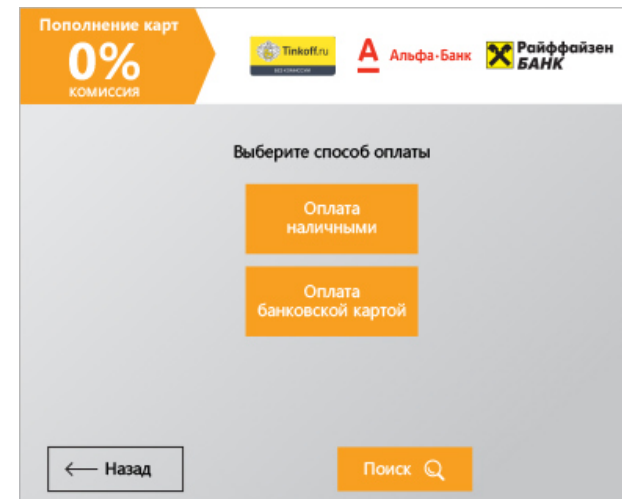 Пополнение карт
0%
комиссия
Tinkoff.ru
А Альфа-Банк
Райффайзен
БАНК
Выберите способ оплаты
Оплата
наличными
Оплата
банковской картой
Назад
Поиск